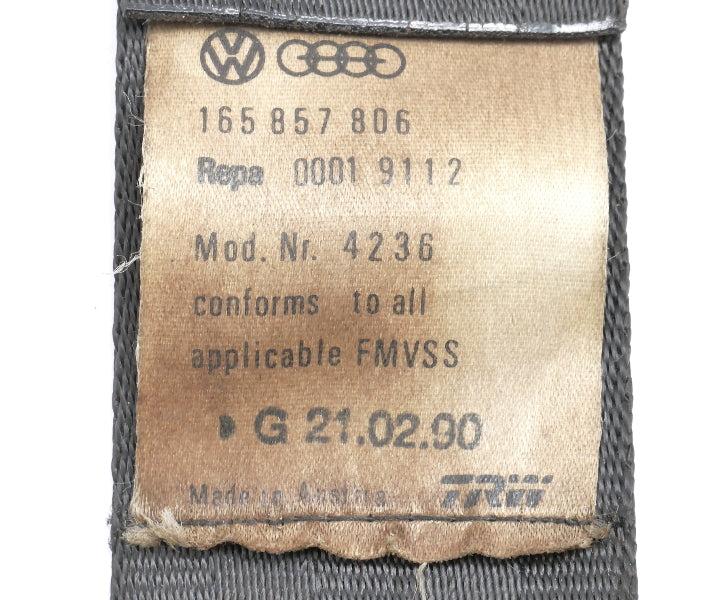 VW
165 857 806
Repa 0001 9112
Mod. Nr. 4236
conforms to all
applicable FMVSS
G 21.02.90
Made in Austria TRW